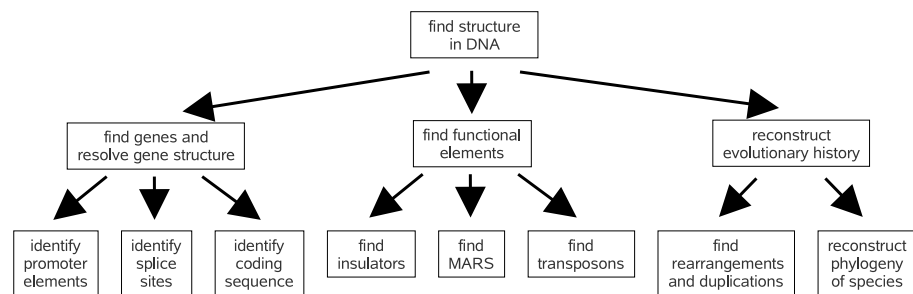 find structure
in DNA
find genes and
resolve gene structure
find functional
elements
reconstruct
evolutionary history
identify
promoter
elements
identify
splice
sites
identify
coding
sequence
find
insulators
find
MARS
find
transposons
find
rearrangements
and duplications
reconstruct
phylogeny
of species